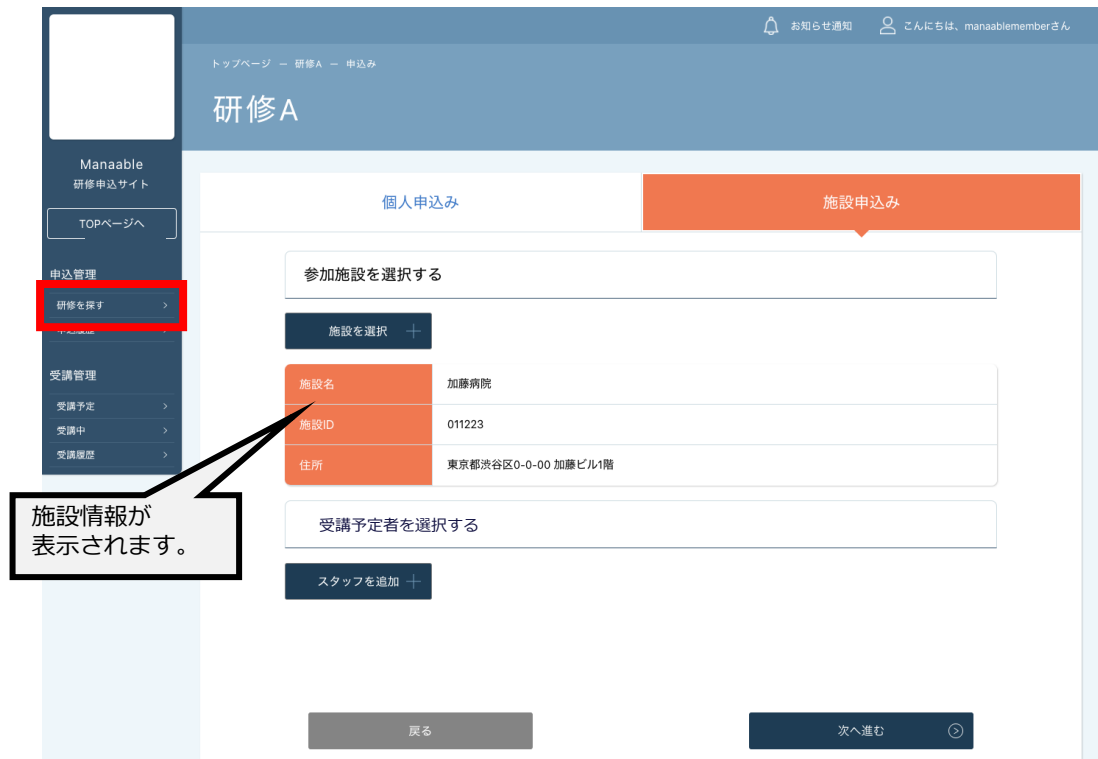 お知らせ通知
こんにちは、manaablememberさん
トップページ － 研修A － 申込み
研修A
Manaable
研修申込サイト
TOPページへ
申込管理
研修を探す
申込履歴
受講管理
受講予定
受講中
受講履歴
個人申込み
施設申込み
参加施設を選択する
施設を選択
施設名 加藤病院
施設ID 011223
住所 東京都渋谷区0-0-00 加藤ビル1階
施設情報が
表示されます。
受講予定者を選択する
スタッフを追加
戻る
次へ進む